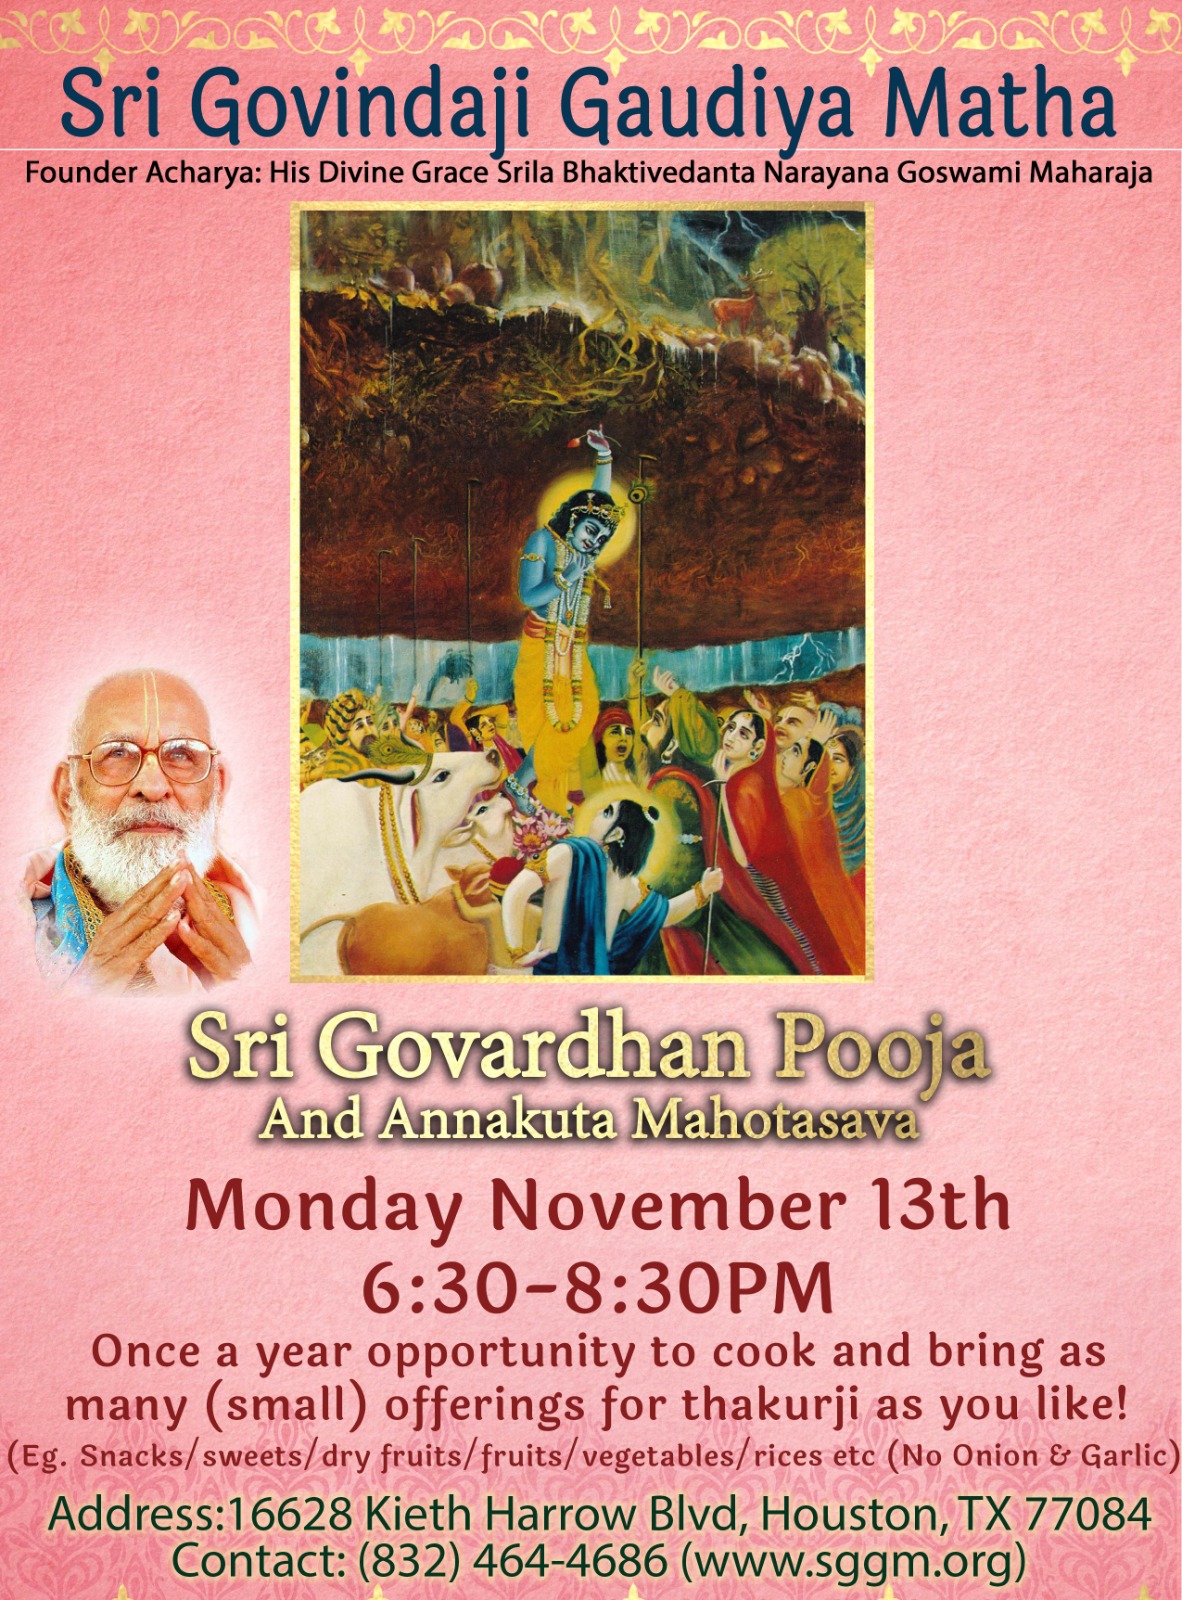 Sri Govindaji Gaudiya Matha
Founder Acharya: His Divine Grace Srila Bhaktivedanta Narayana Goswami Maharaja
Sri Govardhan Pooja
And Annakuta Mahotasava
Monday November 13th
6:30-8:30PM
Once a year opportunity to cook and bring as
many (small) offerings for thakurji as you like!
(Eg. Snacks/sweets/dry fruits/fruits/vegetables/rices etc (No Onion & Garlic)
Address:16628 Kieth Harrow Blvd, Houston, TX 77084
Contact: (832) 464-4686 (www.sggm.org)